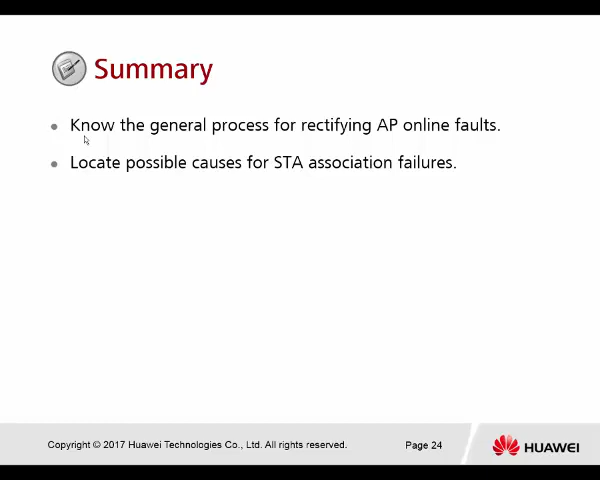 Summary
Know the general process for rectifying AP online faults.
Locate possible causes for STA association failures.
Copyright © 2017 Huawei Technologies Co., Ltd. All rights reserved.
Page 24
HUAWEI